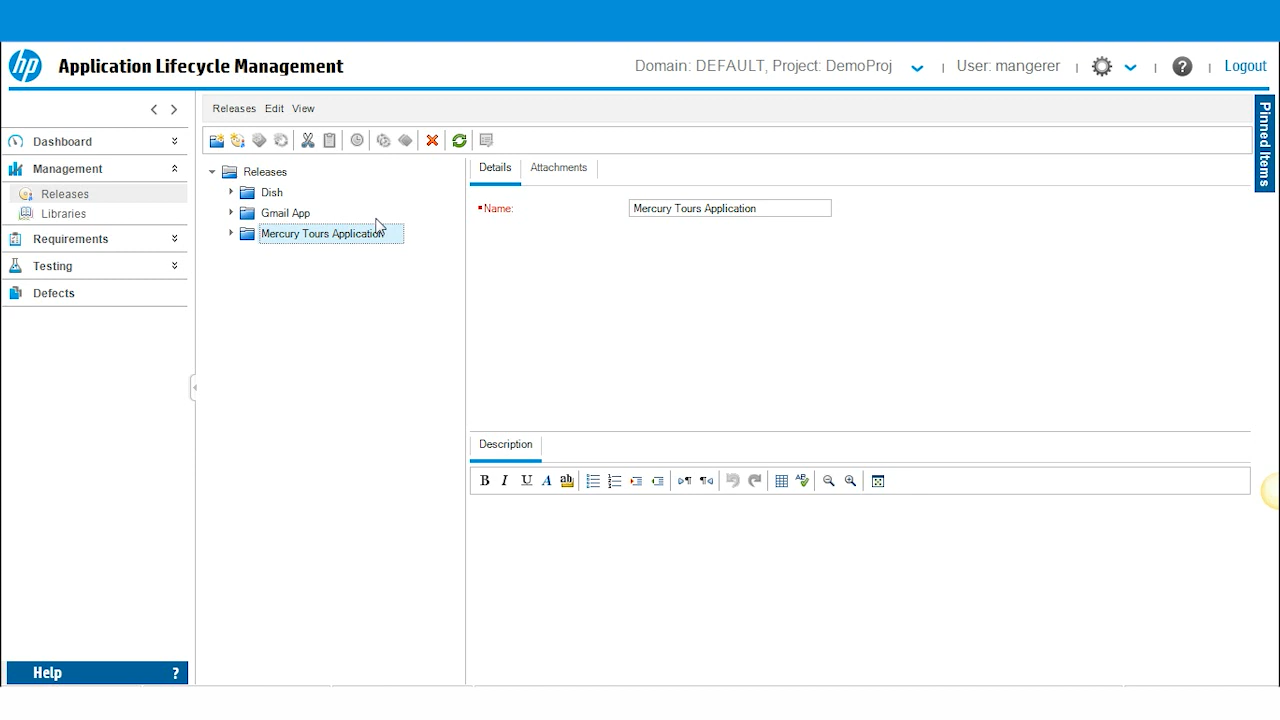 hp Application Lifecycle Management Domain: DEFAULT, Project: DemoProj | User: mangerer | | ? | Logout
Releases Edit View
Pinned Items
Dashboard
Management
Releases
Libraries
Requirements
Testing
Defects
Releases
Dish
Gmail App
Mercury Tours Application
Details Attachments
Name: Mercury Tours Application
Description
B I U A ab
Help ?